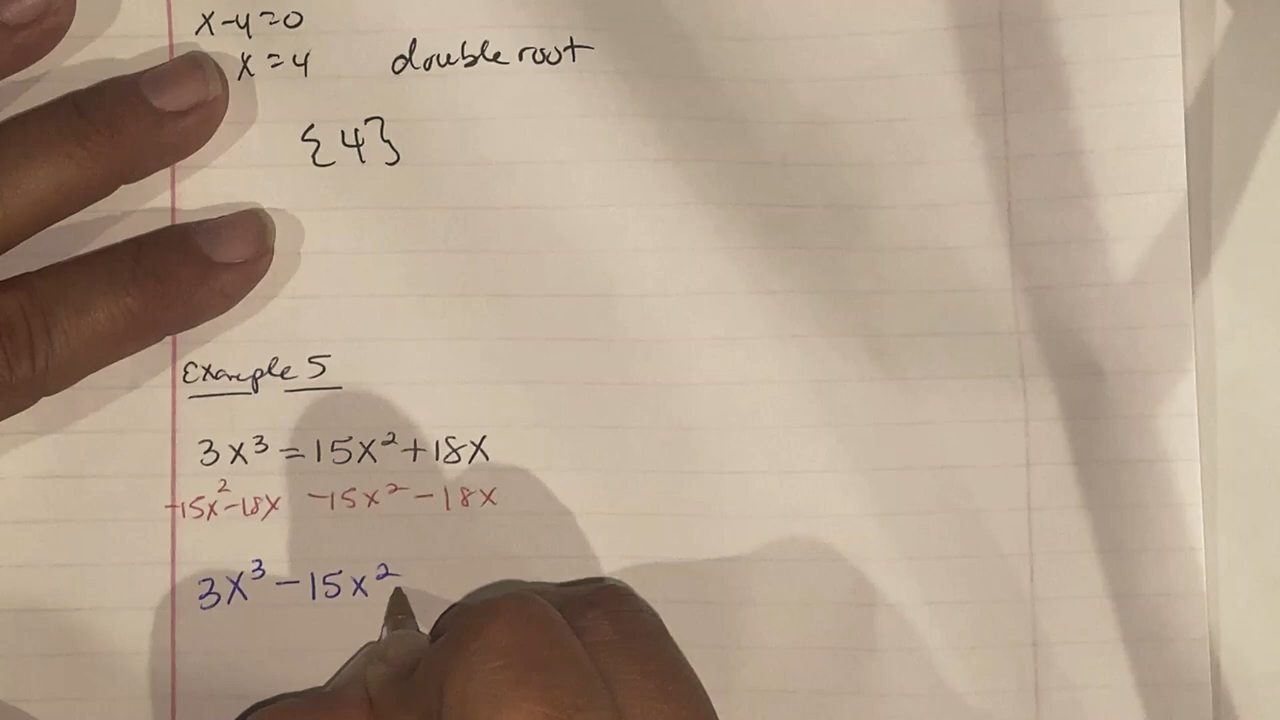 x-4=0
x=4 double root
{4}
Example 5
3x³=15x²+18x
-15x²-18x -15x²-18x
3x³-15x²